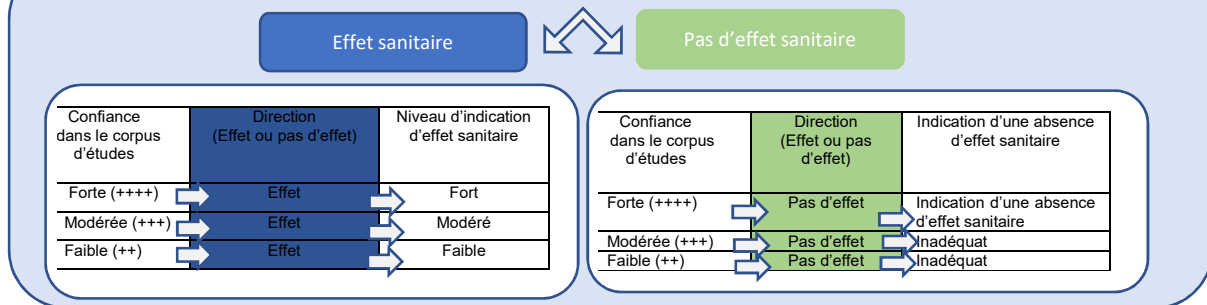 Effet sanitaire
Pas d'effet sanitaire
Confiance
dans le corpus
d'études
Direction
(Effet ou pas d'effet)
Niveau d'indication
d'effet sanitaire
Forte (++++)
Effet
Fort
Modérée (+++)
Effet
Modéré
Faible (++)
Effet
Faible
Confiance
dans le corpus
d'études
Direction
(Effet ou pas
d'effet)
Indication d'une absence
d'effet sanitaire
Forte (++++)
Pas d'effet
Indication d'une absence
d'effet sanitaire
Modérée (+++)
Pas d'effet
Inadéquat
Faible (++)
Pas d'effet
Inadéquat